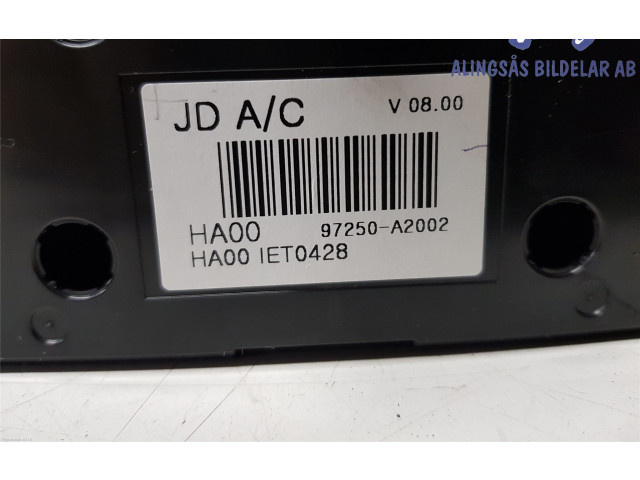 ALINGSÅS BILDELAR AB
JD A/C V 08.00
HA00 97250-A2002
HA00 IET0428